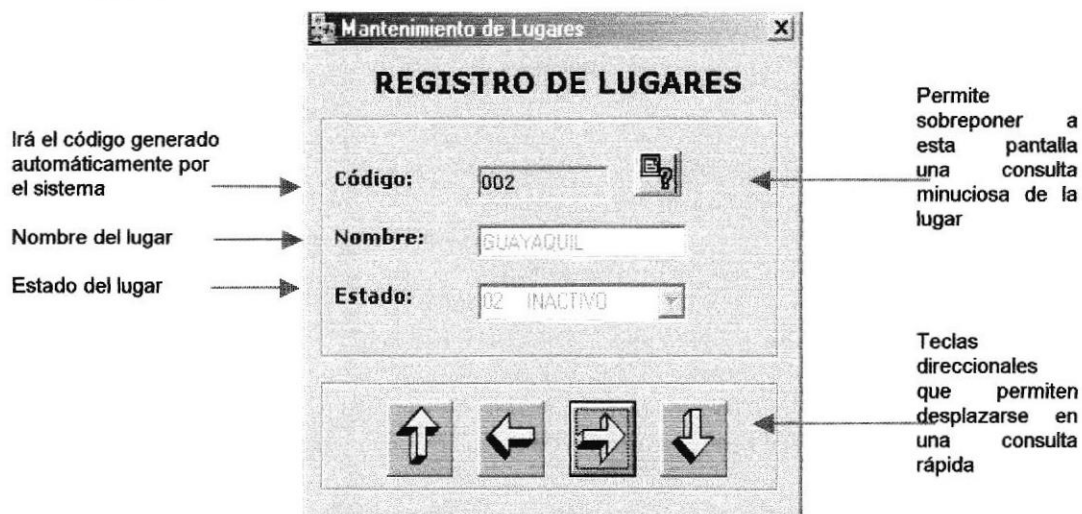 Mantenimiento de Lugares
REGISTRO DE LUGARES
Irá el código generado
automáticamente por
el sistema
Código:
002
Permite
sobreponer a
esta pantalla
una consulta
minuciosa de la
lugar
Nombre del lugar
Nombre:
GUAYAQUIL
Estado del lugar
Estado:
02 INACTIVO
Teclas
direccionales
que permiten
desplazarse en
una consulta
rápida